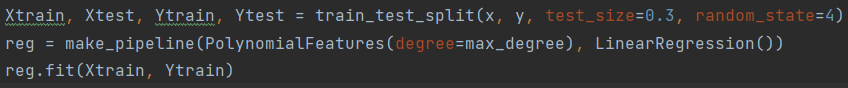 Xtrain, Xtest, Ytrain, Ytest = train_test_split(x, y, test_size=0.3, random_state=4)
reg = make_pipeline(PolynomialFeatures(degree=max_degree), LinearRegression())
reg.fit(Xtrain, Ytrain)